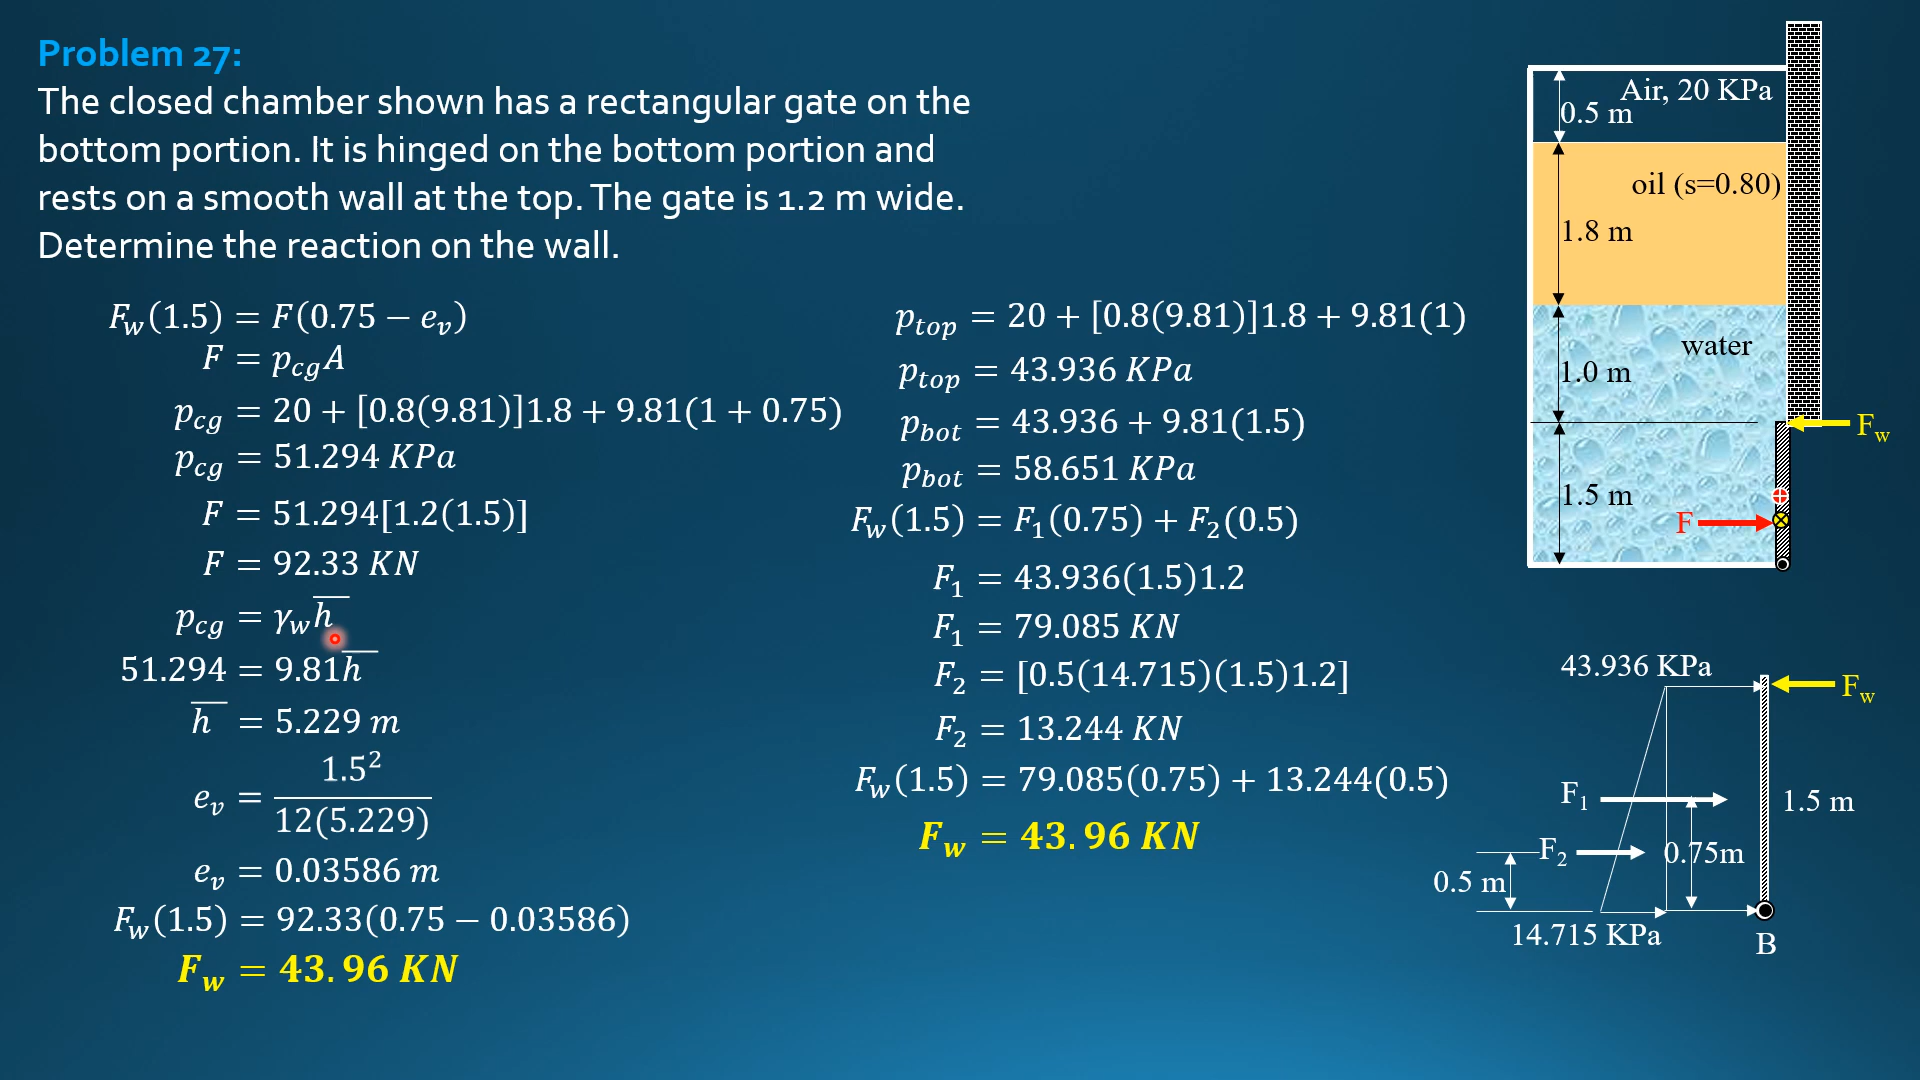 Problem 27:
The closed chamber shown has a rectangular gate on the
bottom portion. It is hinged on the bottom portion and
rests on a smooth wall at the top. The gate is 1.2 m wide.
Determine the reaction on the wall.
F_w(1.5) = F(0.75 − e_v)
F = p_cg A
p_cg = 20 + [0.8(9.81)]1.8 + 9.81(1 + 0.75)
p_cg = 51.294 KPa
F = 51.294[1.2(1.5)]
F = 92.33 KN
p_cg = γ_w h̅
51.294 = 9.81h̅
h̅ = 5.229 m
e_v = 1.5² / 12(5.229)
e_v = 0.03586 m
F_w(1.5) = 92.33(0.75 − 0.03586)
F_w = 43.96 KN
p_top = 20 + [0.8(9.81)]1.8 + 9.81(1)
p_top = 43.936 KPa
p_bot = 43.936 + 9.81(1.5)
p_bot = 58.651 KPa
F_w(1.5) = F₁(0.75) + F₂(0.5)
F₁ = 43.936(1.5)1.2
F₁ = 79.085 KN
F₂ = [0.5(14.715)(1.5)1.2]
F₂ = 13.244 KN
F_w(1.5) = 79.085(0.75) + 13.244(0.5)
F_w = 43.96 KN
Air, 20 KPa
0.5 m
oil (s=0.80)
1.8 m
water
1.0 m
F_w
1.5 m
F
43.936 KPa
F_w
F₁
1.5 m
F₂
0.75m
0.5 m
14.715 KPa
B